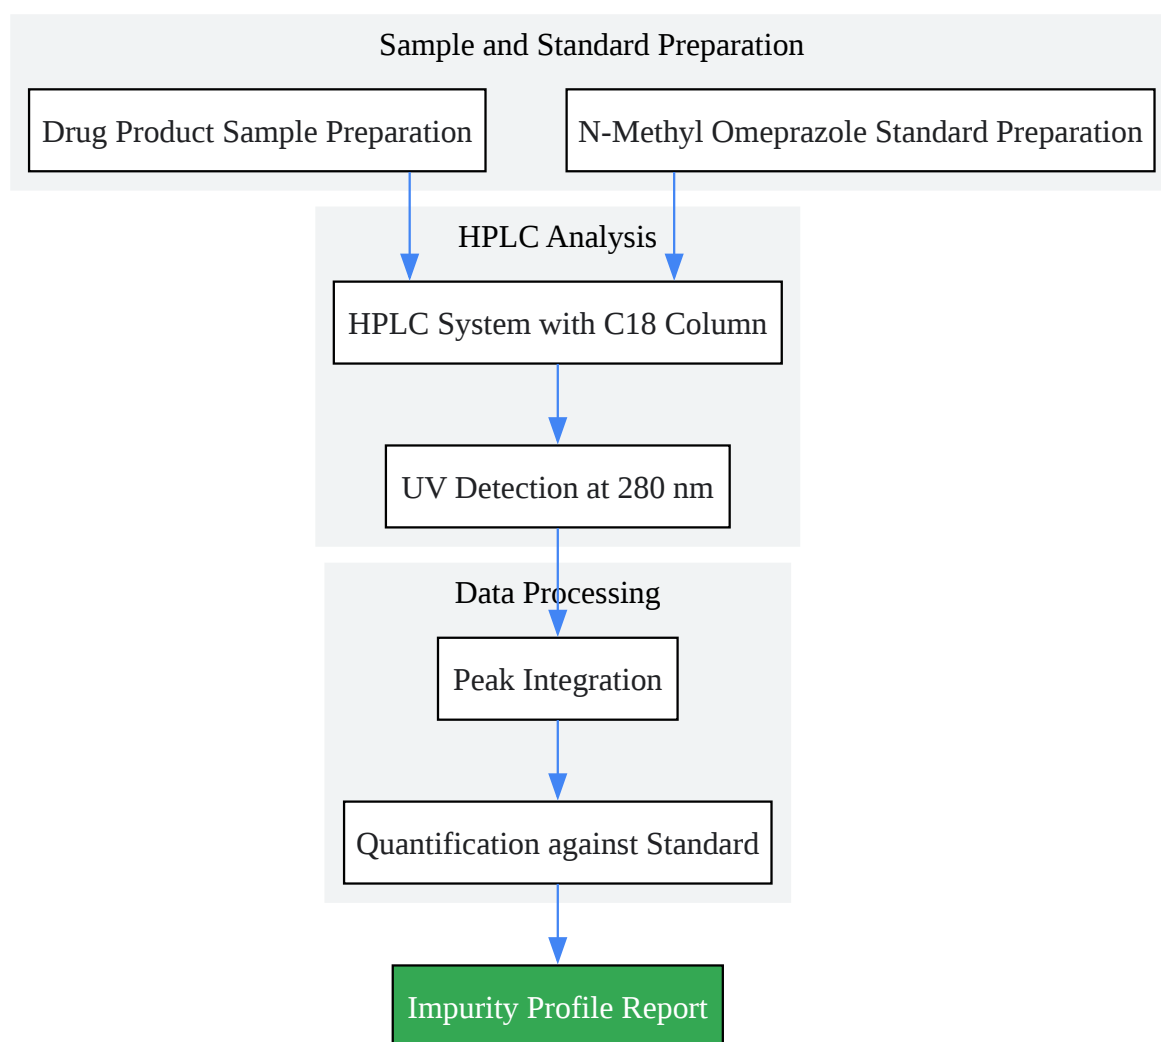 Sample and Standard Preparation
Drug Product Sample Preparation
N-Methyl Omeprazole Standard Preparation
HPLC Analysis
HPLC System with C18 Column
UV Detection at 280 nm
Data Processing
Peak Integration
Quantification against Standard
Impurity Profile Report